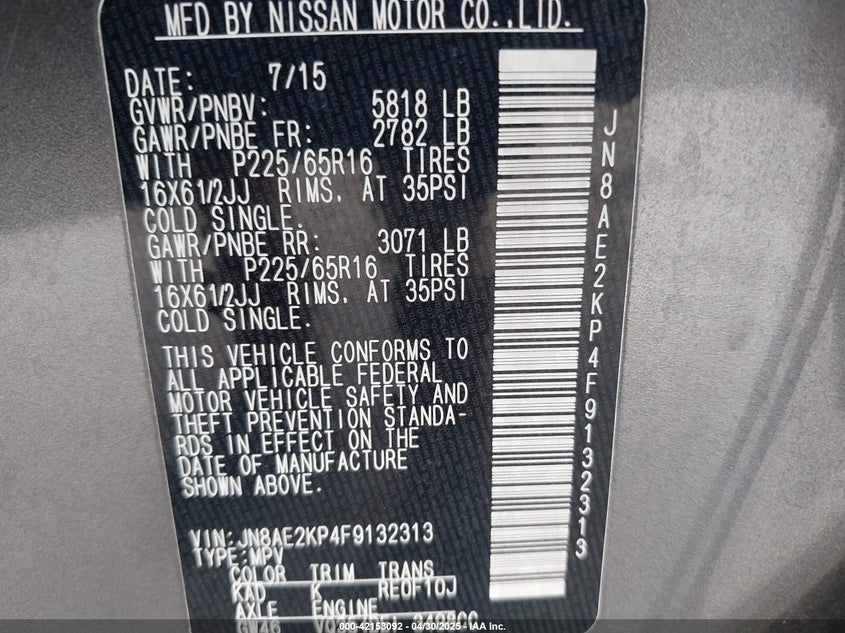 MFD BY NISSAN MOTOR CO.,LTD.
DATE: 7/15
GVWR/PNBV: 5818 LB
GAWR/PNBE FR: 2782 LB
WITH P225/65R16 TIRES
16X61/2JJ RIMS, AT 35PSI
COLD SINGLE.
GAWR/PNBE RR: 3071 LB
WITH P225/65R16 TIRES
16X61/2JJ RIMS, AT 35PSI
COLD SINGLE.
THIS VEHICLE CONFORMS TO
ALL APPLICABLE FEDERAL
MOTOR VEHICLE SAFETY AND
THEFT PREVENTION STANDA-
RDS IN EFFECT ON THE
DATE OF MANUFACTURE
SHOWN ABOVE.
VIN:JN8AE2KP4F9132313
TYPE:MPV
COLOR TRIM TRANS
KAD K RE0F10J
AXLE ENGINE
GW46
JN8AE2KP4F9132313
000-42153092 - 04/30/2025 - IAA Inc.